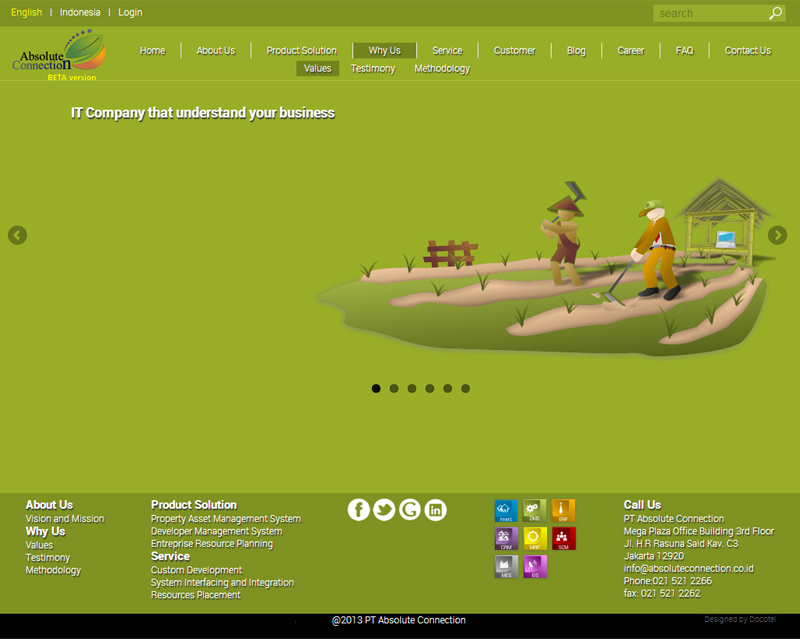 English | Indonesia | Login
search
Absolute
Connection
BETA version
Home | About Us | Product Solution | Why Us | Service | Customer | Blog | Career | FAQ | Contact Us
Values Testimony Methodology
IT Company that understand your business
About Us
Vision and Mission
Why Us
Values
Testimony
Methodology
Product Solution
Property Asset Management System
Developer Management System
Entreprise Resource Planning
Service
Custom Development
System Interfacing and Integration
Resources Placement
HRMS DMS ERP
CRM MRP SCM
MES GIS
Call Us
PT Absolute Connection
Mega Plaza Office Building 3rd Floor
Jl. H.R Rasuna Said Kav. C3
Jakarta 12920
info@absoluteconnection.co.id
Phone:021 521 2266
fax: 021 521 2262
@2013 PT Absolute Connection
Designed by Docotel